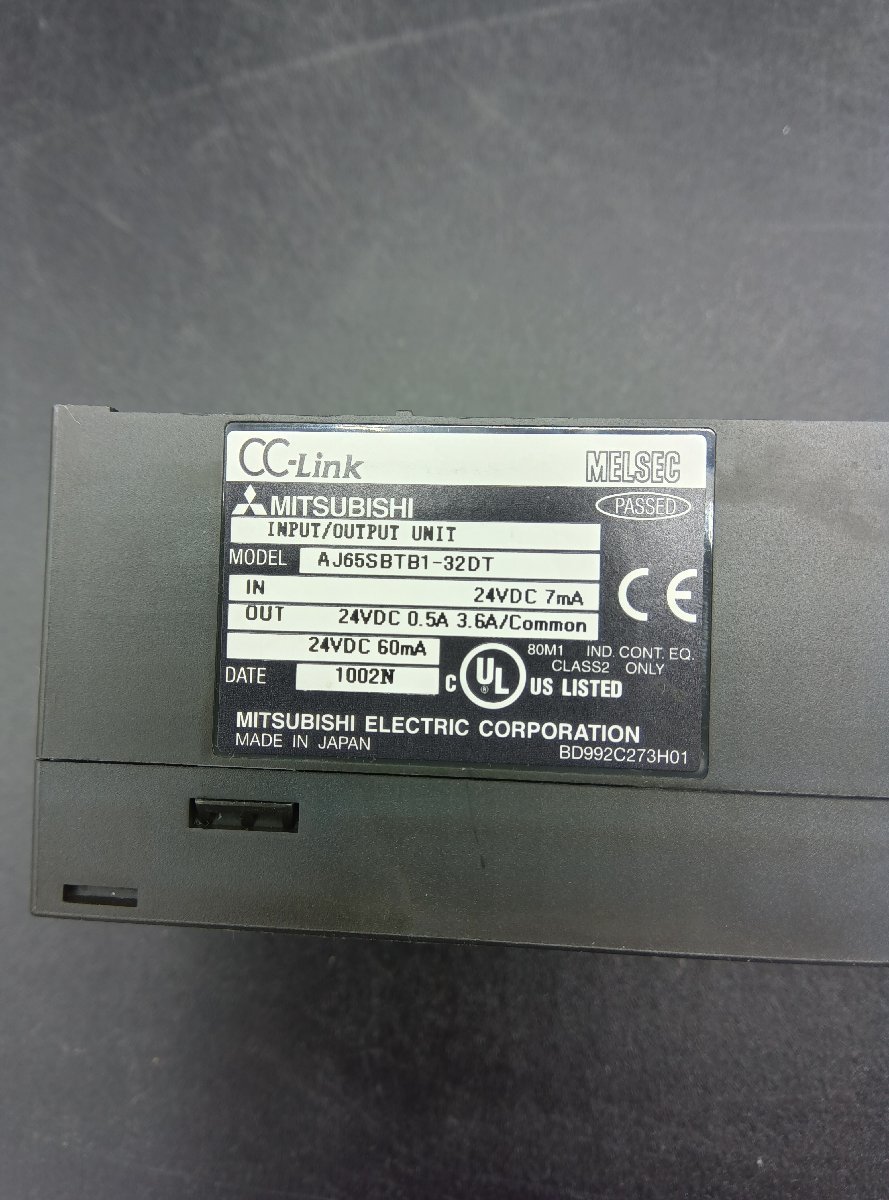 CC-Link MELSEC
MITSUBISHI PASSED
INPUT/OUTPUT UNIT
MODEL AJ65SBTB1-32DT
IN 24VDC 7mA
OUT 24VDC 0.5A 3.6A/Common
24VDC 60mA
CE
80M1 IND. CONT. EQ.
CLASS2 ONLY
DATE 1002N
C UL ® US LISTED
MITSUBISHI ELECTRIC CORPORATION
MADE IN JAPAN BD992C273H01